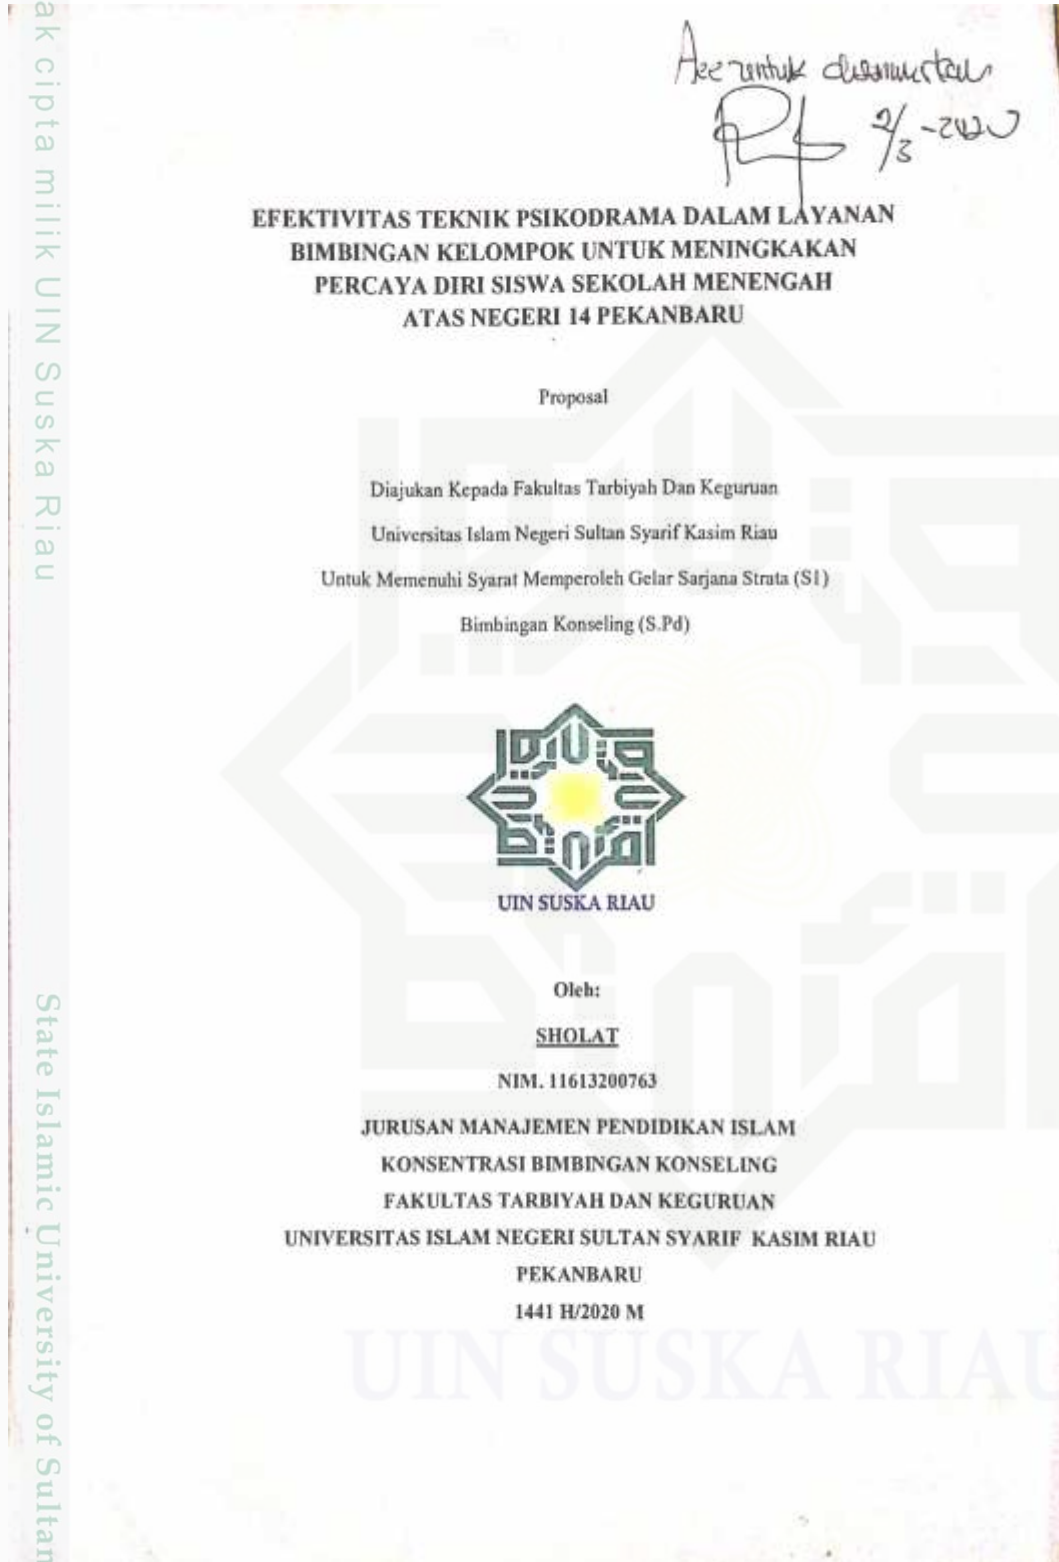 Acc untuk diseminarkan
2/3-2020
EFEKTIVITAS TEKNIK PSIKODRAMA DALAM LAYANAN
BIMBINGAN KELOMPOK UNTUK MENINGKAKAN
PERCAYA DIRI SISWA SEKOLAH MENENGAH
ATAS NEGERI 14 PEKANBARU
Proposal
Diajukan Kepada Fakultas Tarbiyah Dan Keguruan
Universitas Islam Negeri Sultan Syarif Kasim Riau
Untuk Memenuhi Syarat Memperoleh Gelar Sarjana Strata (S1)
Bimbingan Konseling (S.Pd)
UIN SUSKA RIAU
Oleh:
SHOLAT
NIM. 11613200763
JURUSAN MANAJEMEN PENDIDIKAN ISLAM
KONSENTRASI BIMBINGAN KONSELING
FAKULTAS TARBIYAH DAN KEGURUAN
UNIVERSITAS ISLAM NEGERI SULTAN SYARIF KASIM RIAU
PEKANBARU
1441 H/2020 M
UIN SUSKA RIAU
ak cipta milik UIN Suska Riau
State Islamic University of Sultan